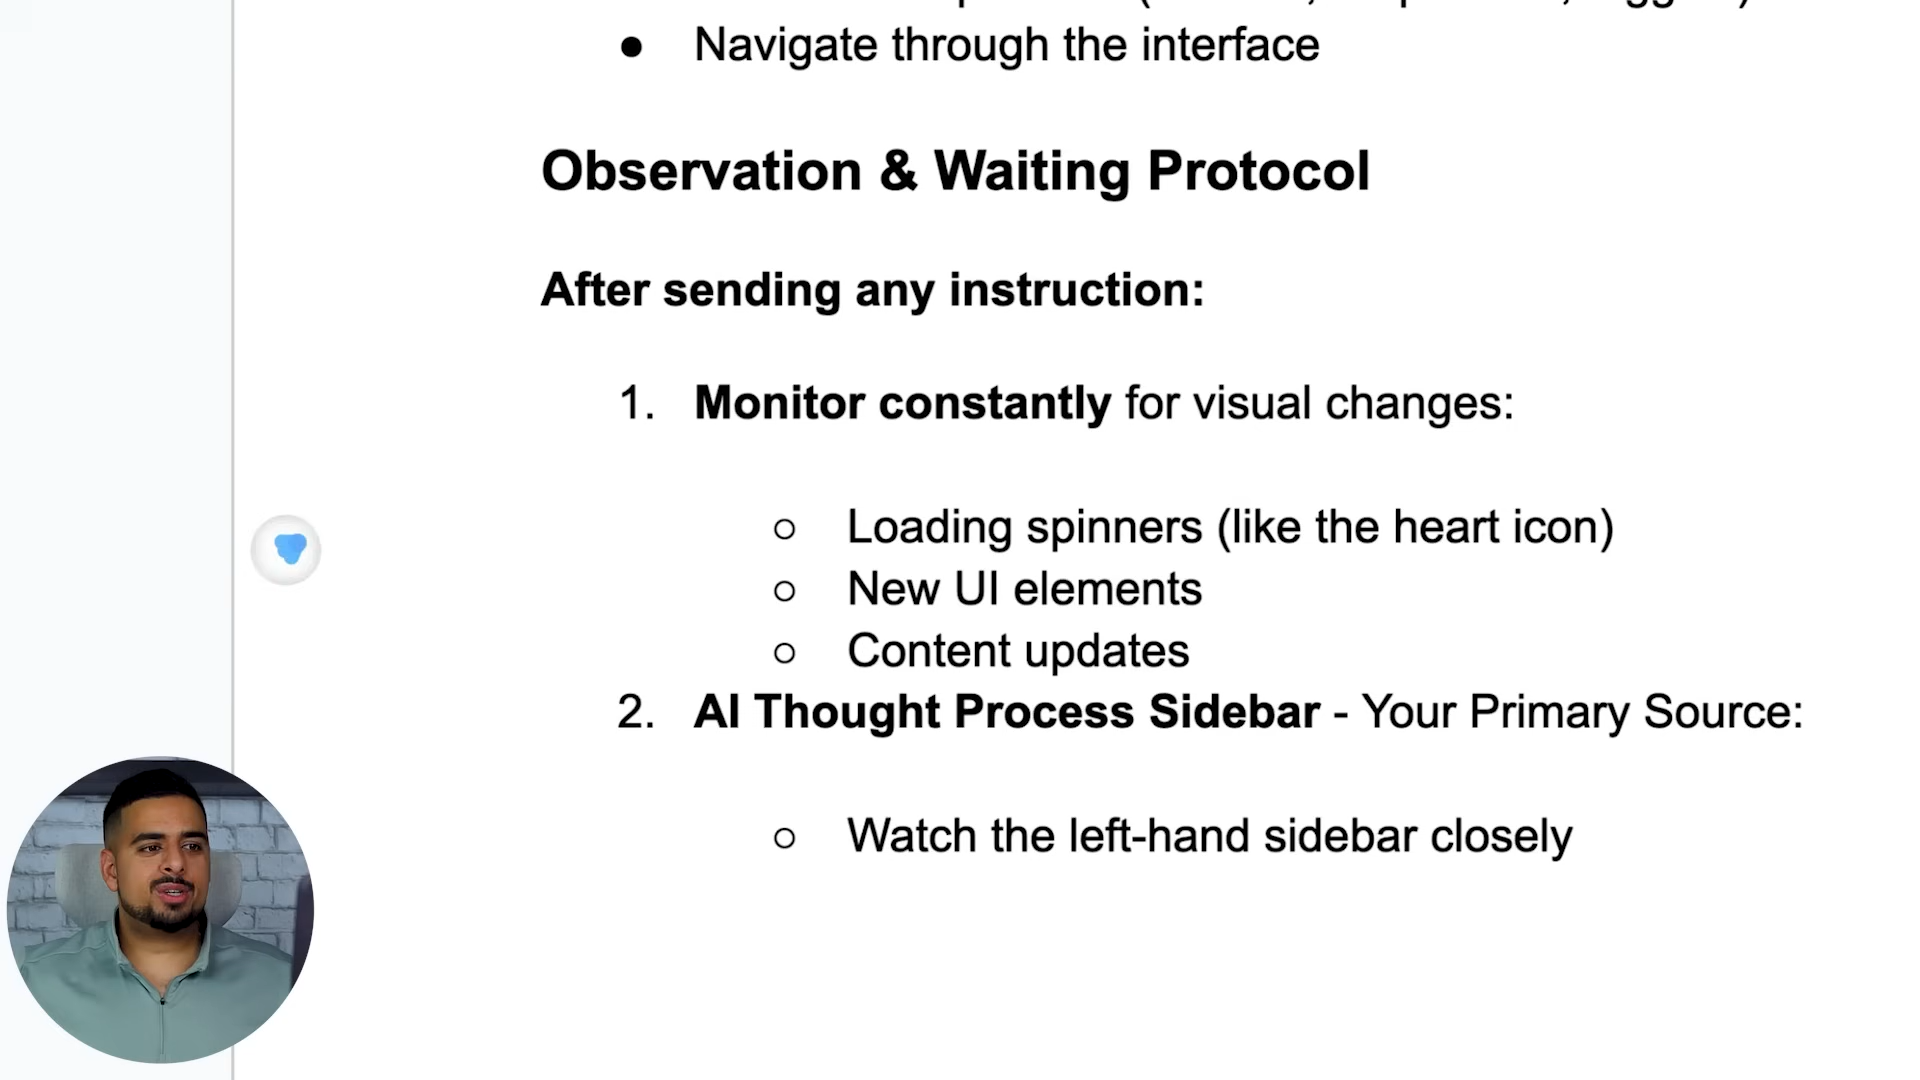 ● Navigate through the interface
Observation & Waiting Protocol
After sending any instruction:
1. Monitor constantly for visual changes:
○ Loading spinners (like the heart icon)
○ New UI elements
○ Content updates
2. AI Thought Process Sidebar - Your Primary Source:
○ Watch the left-hand sidebar closely